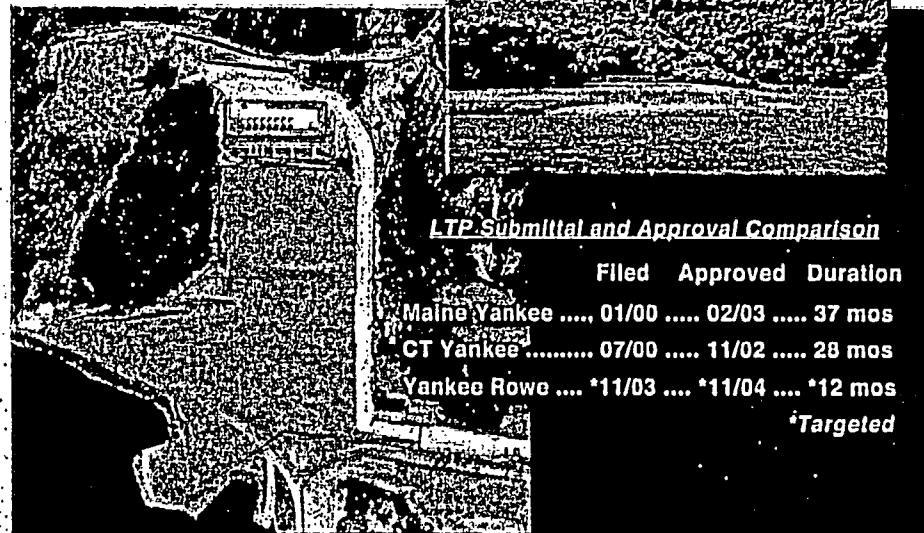 LTP Submittal and Approval Comparison
Filed Approved Duration
Maine Yankee ..... 01/00 ..... 02/03 ..... 37 mos
CT Yankee .......... 07/00 ..... 11/02 ..... 28 mos
Yankee Rowe .... *11/03 .... *11/04 .... *12 mos
*Targeted